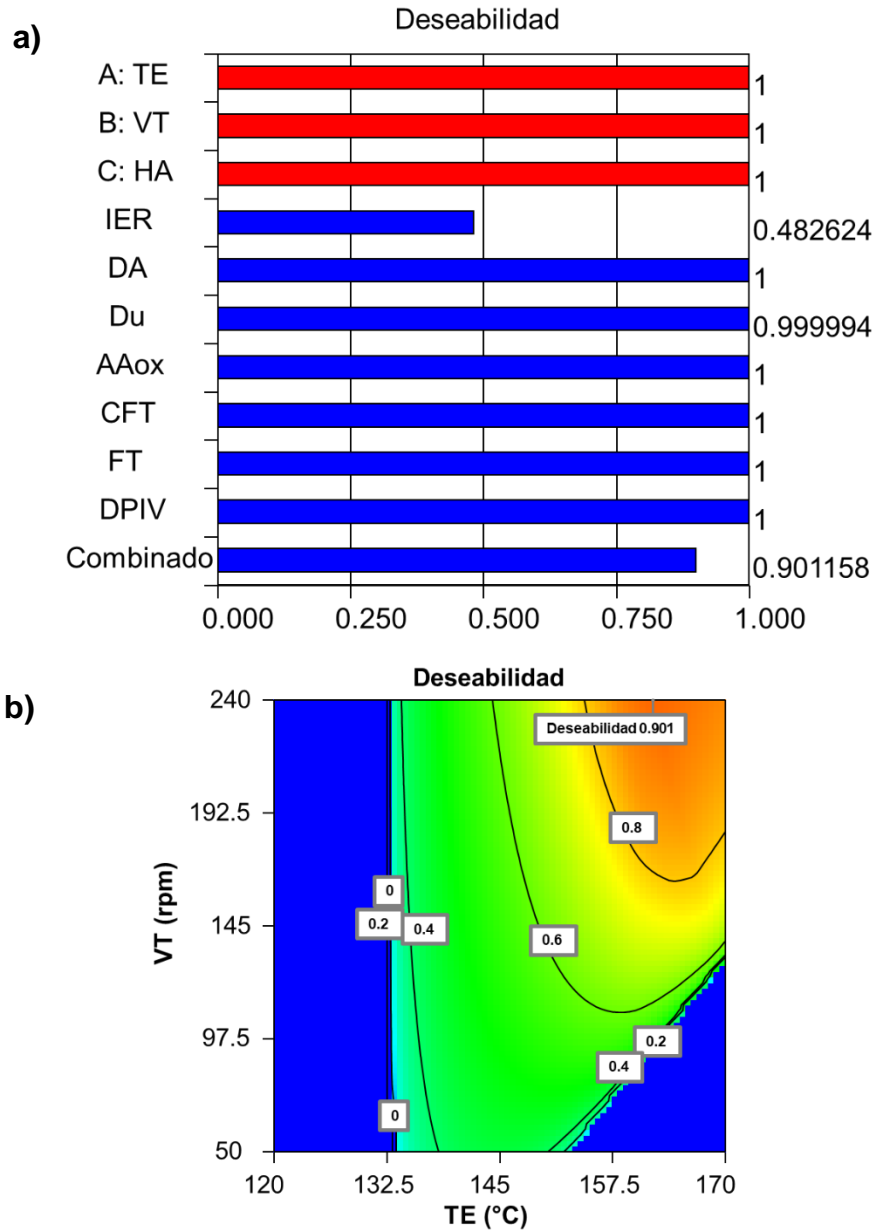 a)
Deseabilidad
A: TE
1
B: VT
1
C: HA
1
IER
0.482624
DA
1
Du
0.999994
AAox
1
CFT
1
FT
1
DPIV
1
Combinado
0.901158
0.000 0.250 0.500 0.750 1.000
b)
Deseabilidad
240
Deseabilidad 0.901
192.5
0.8
VT (rpm)
0
0.2
0.4
145
0.6
97.5
0.2
0.4
0
50
120 132.5 145 157.5 170
TE (°C)